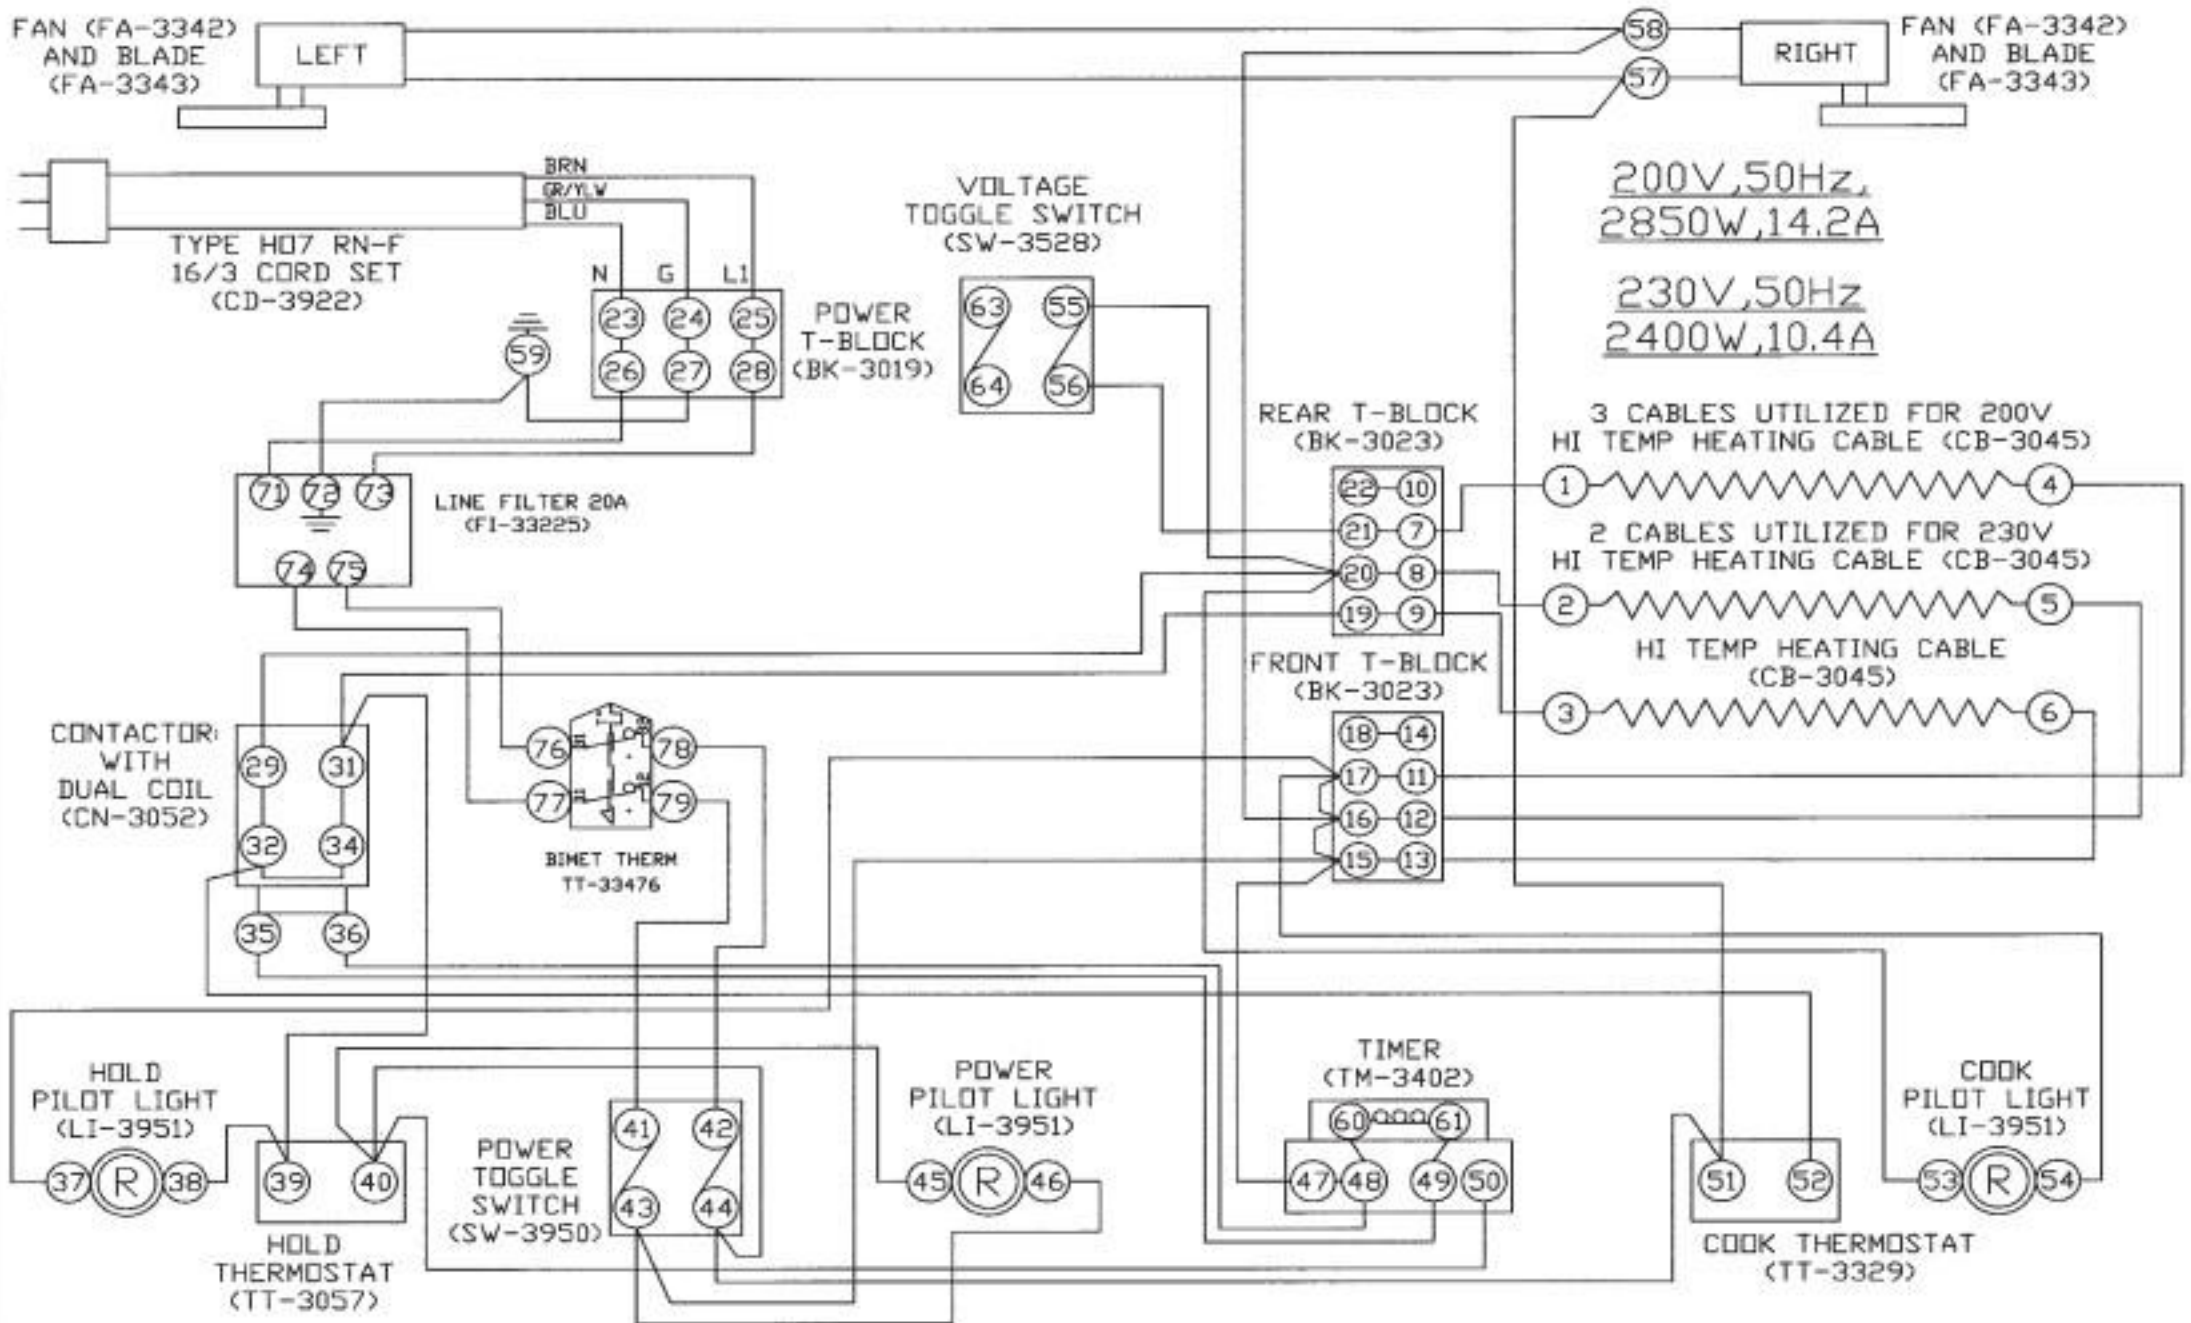 FAN (FA-3342)
AND BLADE
(FA-3343)
LEFT
58
57
RIGHT
FAN (FA-3342)
AND BLADE
(FA-3343)
BRN
GR/YLW
BLU
TYPE HO7 RN-F
16/3 CORD SET
(CD-3922)
N G L1
23 24 25
26 27 28
POWER
T-BLOCK
(BK-3019)
59
VOLTAGE
TOGGLE SWITCH
(SW-3528)
63 55
64 56
200V,50Hz,
2850W,14.2A
230V,50Hz
2400W,10.4A
71 72 73
74 75
LINE FILTER 20A
(FI-33225)
REAR T-BLOCK
(BK-3023)
22 10
21 7
20 8
19 9
3 CABLES UTILIZED FOR 200V
HI TEMP HEATING CABLE (CB-3045)
1 4
2 CABLES UTILIZED FOR 230V
HI TEMP HEATING CABLE (CB-3045)
2 5
HI TEMP HEATING CABLE
(CB-3045)
3 6
FRONT T-BLOCK
(BK-3023)
18 14
17 11
16 12
15 13
CONTACTOR
WITH
DUAL COIL
(CN-3052)
29 31
32 34
35 36
76 78
77 79
BIMET THERM
TT-33476
HOLD
PILOT LIGHT
(LI-3951)
37 R 38
39 40
HOLD
THERMOSTAT
(TT-3057)
POWER
TOGGLE
SWITCH
(SW-3950)
41 42
43 44
POWER
PILOT LIGHT
(LI-3951)
45 R 46
TIMER
(TM-3402)
60 61
47 48 49 50
51 52
COOK THERMOSTAT
(TT-3329)
COOK
PILOT LIGHT
(LI-3951)
53 R 54